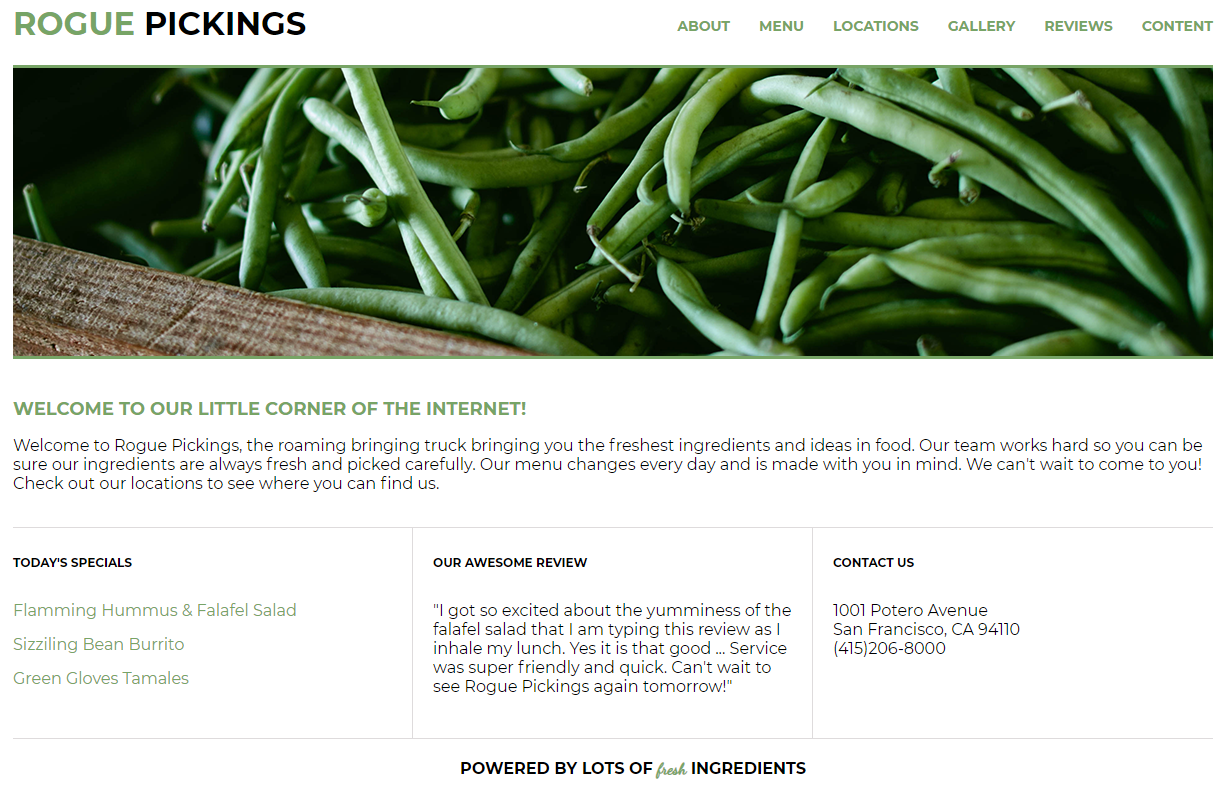 ROGUE PICKINGS
ABOUT MENU LOCATIONS GALLERY REVIEWS CONTENT
WELCOME TO OUR LITTLE CORNER OF THE INTERNET!
Welcome to Rogue Pickings, the roaming bringing truck bringing you the freshest ingredients and ideas in food. Our team works hard so you can be
sure our ingredients are always fresh and picked carefully. Our menu changes every day and is made with you in mind. We can't wait to come to you!
Check out our locations to see where you can find us.
TODAY'S SPECIALS
Flamming Hummus & Falafel Salad
Sizziling Bean Burrito
Green Gloves Tamales
OUR AWESOME REVIEW
"I got so excited about the yumminess of the
falafel salad that I am typing this review as I
inhale my lunch. Yes it is that good ... Service
was super friendly and quick. Can't wait to
see Rogue Pickings again tomorrow!"
CONTACT US
1001 Potero Avenue
San Francisco, CA 94110
(415)206-8000
POWERED BY LOTS OF fresh INGREDIENTS